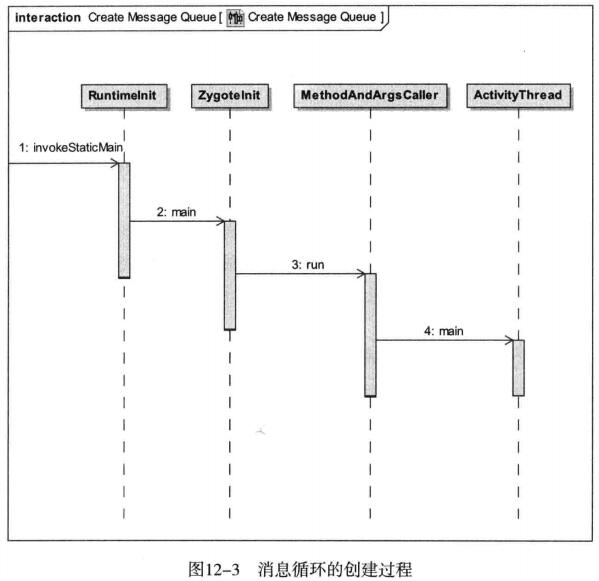 interaction Create Message Queue [ Create Message Queue ]
RuntimeInit ZygoteInit MethodAndArgsCaller ActivityThread
1: invokeStaticMain
2: main
3: run
4: main
图12-3 消息循环的创建过程